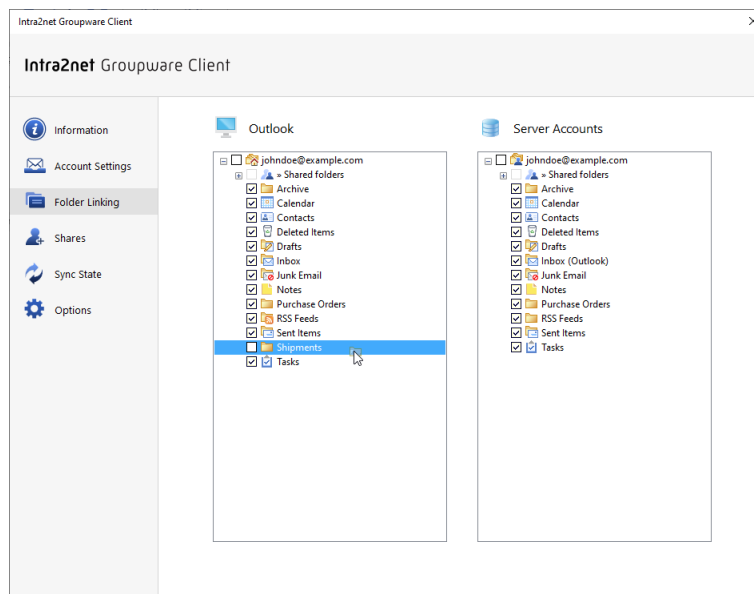 Intra2net Groupware Client
Intra2net Groupware Client
Information
Account Settings
Folder Linking
Shares
Sync State
Options
Outlook
johndoe@example.com
» Shared folders
Archive
Calendar
Contacts
Deleted Items
Drafts
Inbox
Junk Email
Notes
Purchase Orders
RSS Feeds
Sent Items
Shipments
Tasks
Server Accounts
johndoe@example.com
» Shared folders
Archive
Calendar
Contacts
Deleted Items
Drafts
Inbox (Outlook)
Junk Email
Notes
Purchase Orders
RSS Feeds
Sent Items
Tasks